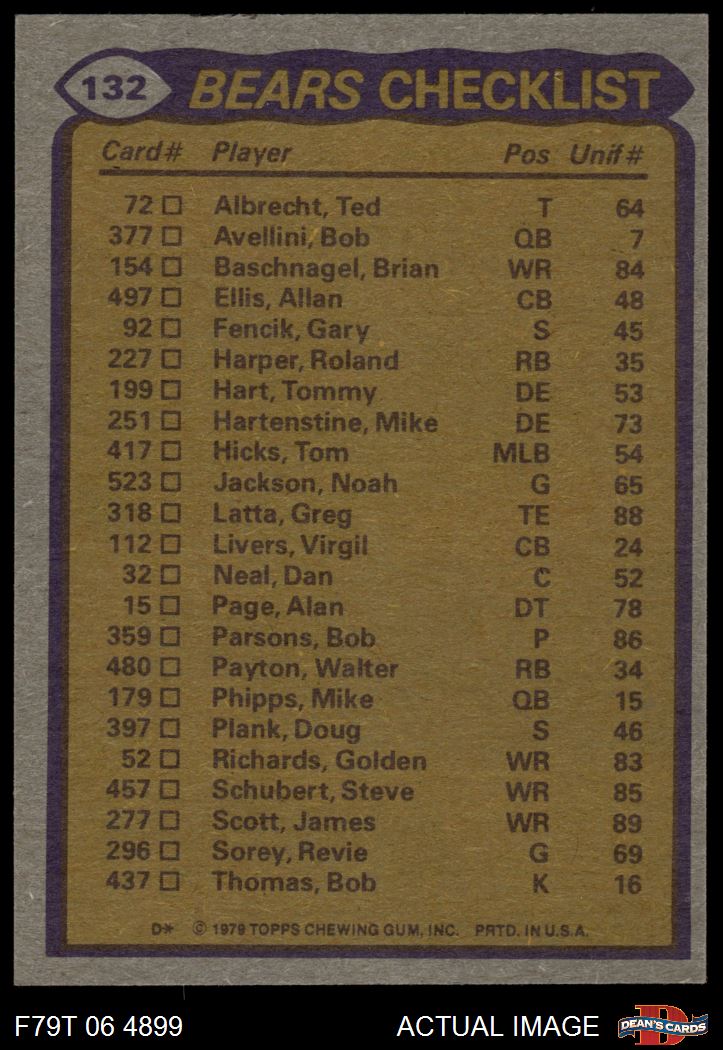 132 BEARS CHECKLIST
Card# Player Pos Unif#
72 Albrecht, Ted T 64
377 Avellini, Bob QB 7
154 Baschnagel, Brian WR 84
497 Ellis, Allan CB 48
92 Fencik, Gary S 45
227 Harper, Roland RB 35
199 Hart, Tommy DE 53
251 Hartenstine, Mike DE 73
417 Hicks, Tom MLB 54
523 Jackson, Noah G 65
318 Latta, Greg TE 88
112 Livers, Virgil CB 24
32 Neal, Dan C 52
15 Page, Alan DT 78
359 Parsons, Bob P 86
480 Payton, Walter RB 34
179 Phipps, Mike QB 15
397 Plank, Doug S 46
52 Richards, Golden WR 83
457 Schubert, Steve WR 85
277 Scott, James WR 89
296 Sorey, Revie G 69
437 Thomas, Bob K 16
D* © 1979 TOPPS CHEWING GUM, INC. PRTD. IN U.S.A.
F79T 06 4899 ACTUAL IMAGE D DEAN'S CARDS